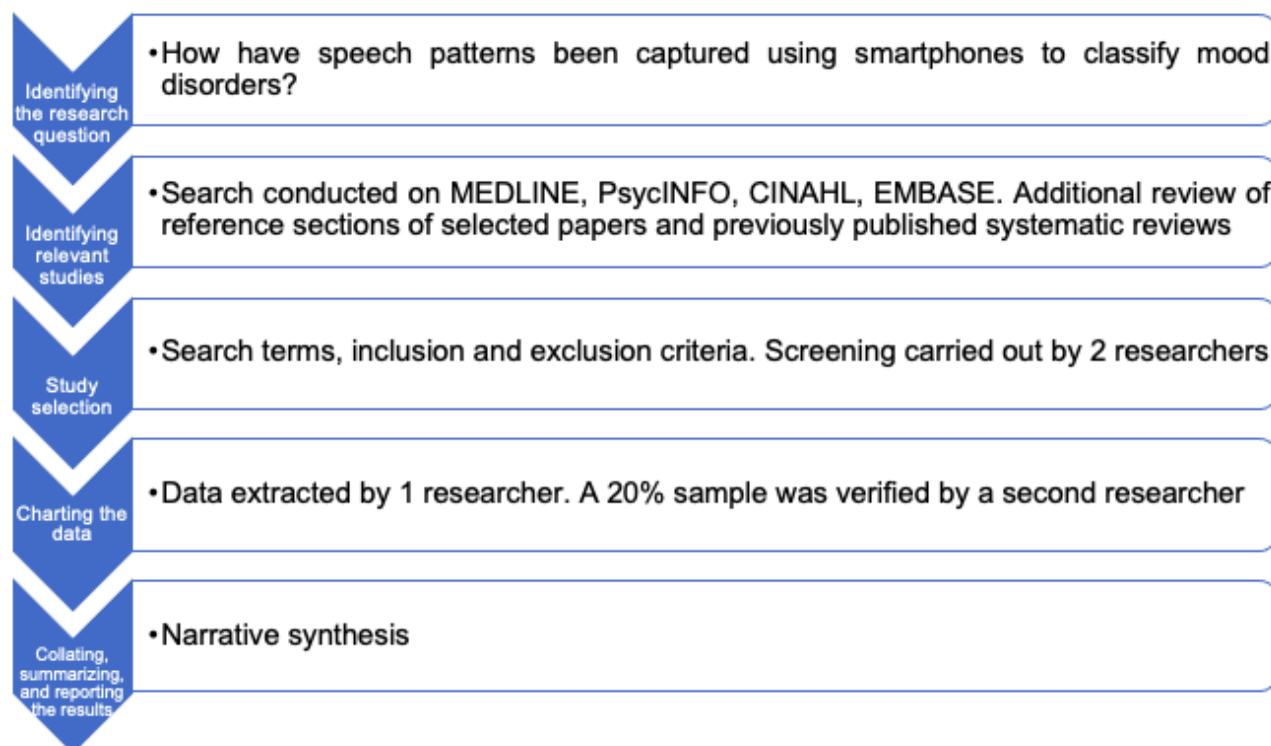 Identifying
the research
question
•How have speech patterns been captured using smartphones to classify mood
disorders?
Identifying
relevant
studies
•Search conducted on MEDLINE, PsycINFO, CINAHL, EMBASE. Additional review of
reference sections of selected papers and previously published systematic reviews
Study
selection
•Search terms, inclusion and exclusion criteria. Screening carried out by 2 researchers
Charting the
data
•Data extracted by 1 researcher. A 20% sample was verified by a second researcher
Collating,
summarizing,
and reporting
the results
•Narrative synthesis